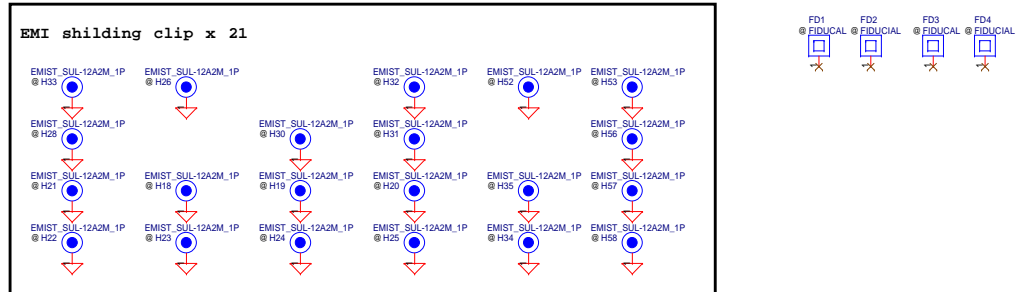 EMI shilding clip x 21
FD1 FD2 FD3 FD4
@ FIDUCAL @ FIDUCIAL @ FIDUCAL @ FIDUCIAL
EMIST_SUL-12A2M_1P EMIST_SUL-12A2M_1P EMIST_SUL-12A2M_1P EMIST_SUL-12A2M_1P EMIST_SUL-12A2M_1P
@ H33 @ H26 @ H32 @ H52 @ H53
EMIST_SUL-12A2M_1P EMIST_SUL-12A2M_1P EMIST_SUL-12A2M_1P EMIST_SUL-12A2M_1P
@ H28 @ H30 @ H31 @ H56
EMIST_SUL-12A2M_1P EMIST_SUL-12A2M_1P EMIST_SUL-12A2M_1P EMIST_SUL-12A2M_1P EMIST_SUL-12A2M_1P EMIST_SUL-12A2M_1P
@ H21 @ H18 @ H19 @ H20 @ H35 @ H57
EMIST_SUL-12A2M_1P EMIST_SUL-12A2M_1P EMIST_SUL-12A2M_1P EMIST_SUL-12A2M_1P EMIST_SUL-12A2M_1P EMIST_SUL-12A2M_1P
@ H22 @ H23 @ H24 @ H25 @ H34 @ H58